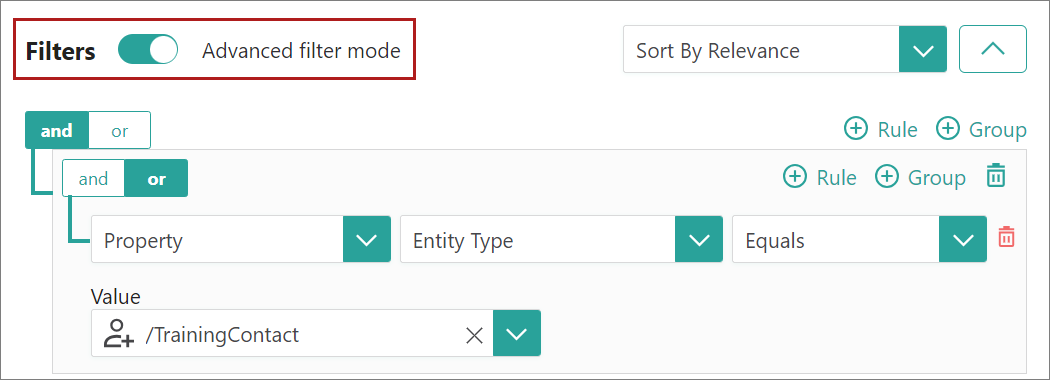 Filters Advanced filter mode Sort By Relevance
and or Rule Group
and or Rule Group
Property Entity Type Equals
Value
/TrainingContact